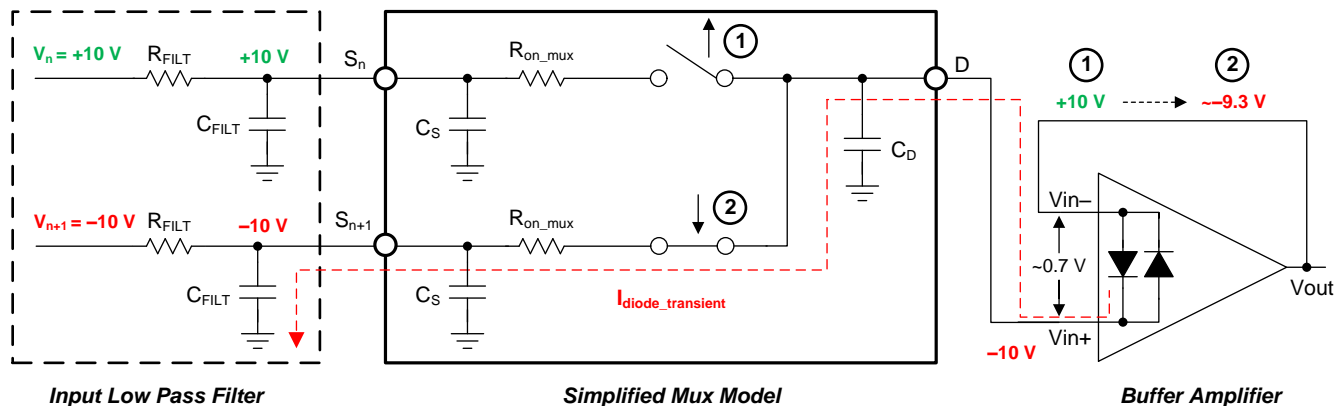 Vn = +10 V
RFILT
+10 V
Sn
Ron_mux
1
D
1
2
+10 V
~–9.3 V
CFILT
CS
CD
Vn+1 = –10 V
RFILT
–10 V
Sn+1
Ron_mux
2
Vin–
~0.7 V
CFILT
CS
Idiode_transient
Vout
Vin+
–10 V
Input Low Pass Filter
Simplified Mux Model
Buffer Amplifier